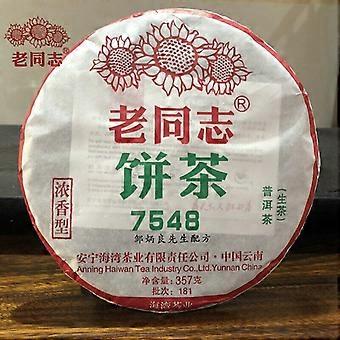 老同志
老同志®
饼茶
7548
邹炳良先生配方
浓香型
普洱茶
(生茶)
安宁海湾茶业有限责任公司·中国云南
Anning Haiwan Tea Industry Co.,Ltd.Yunnan China
净含量:357克
批次:181
海湾茶业